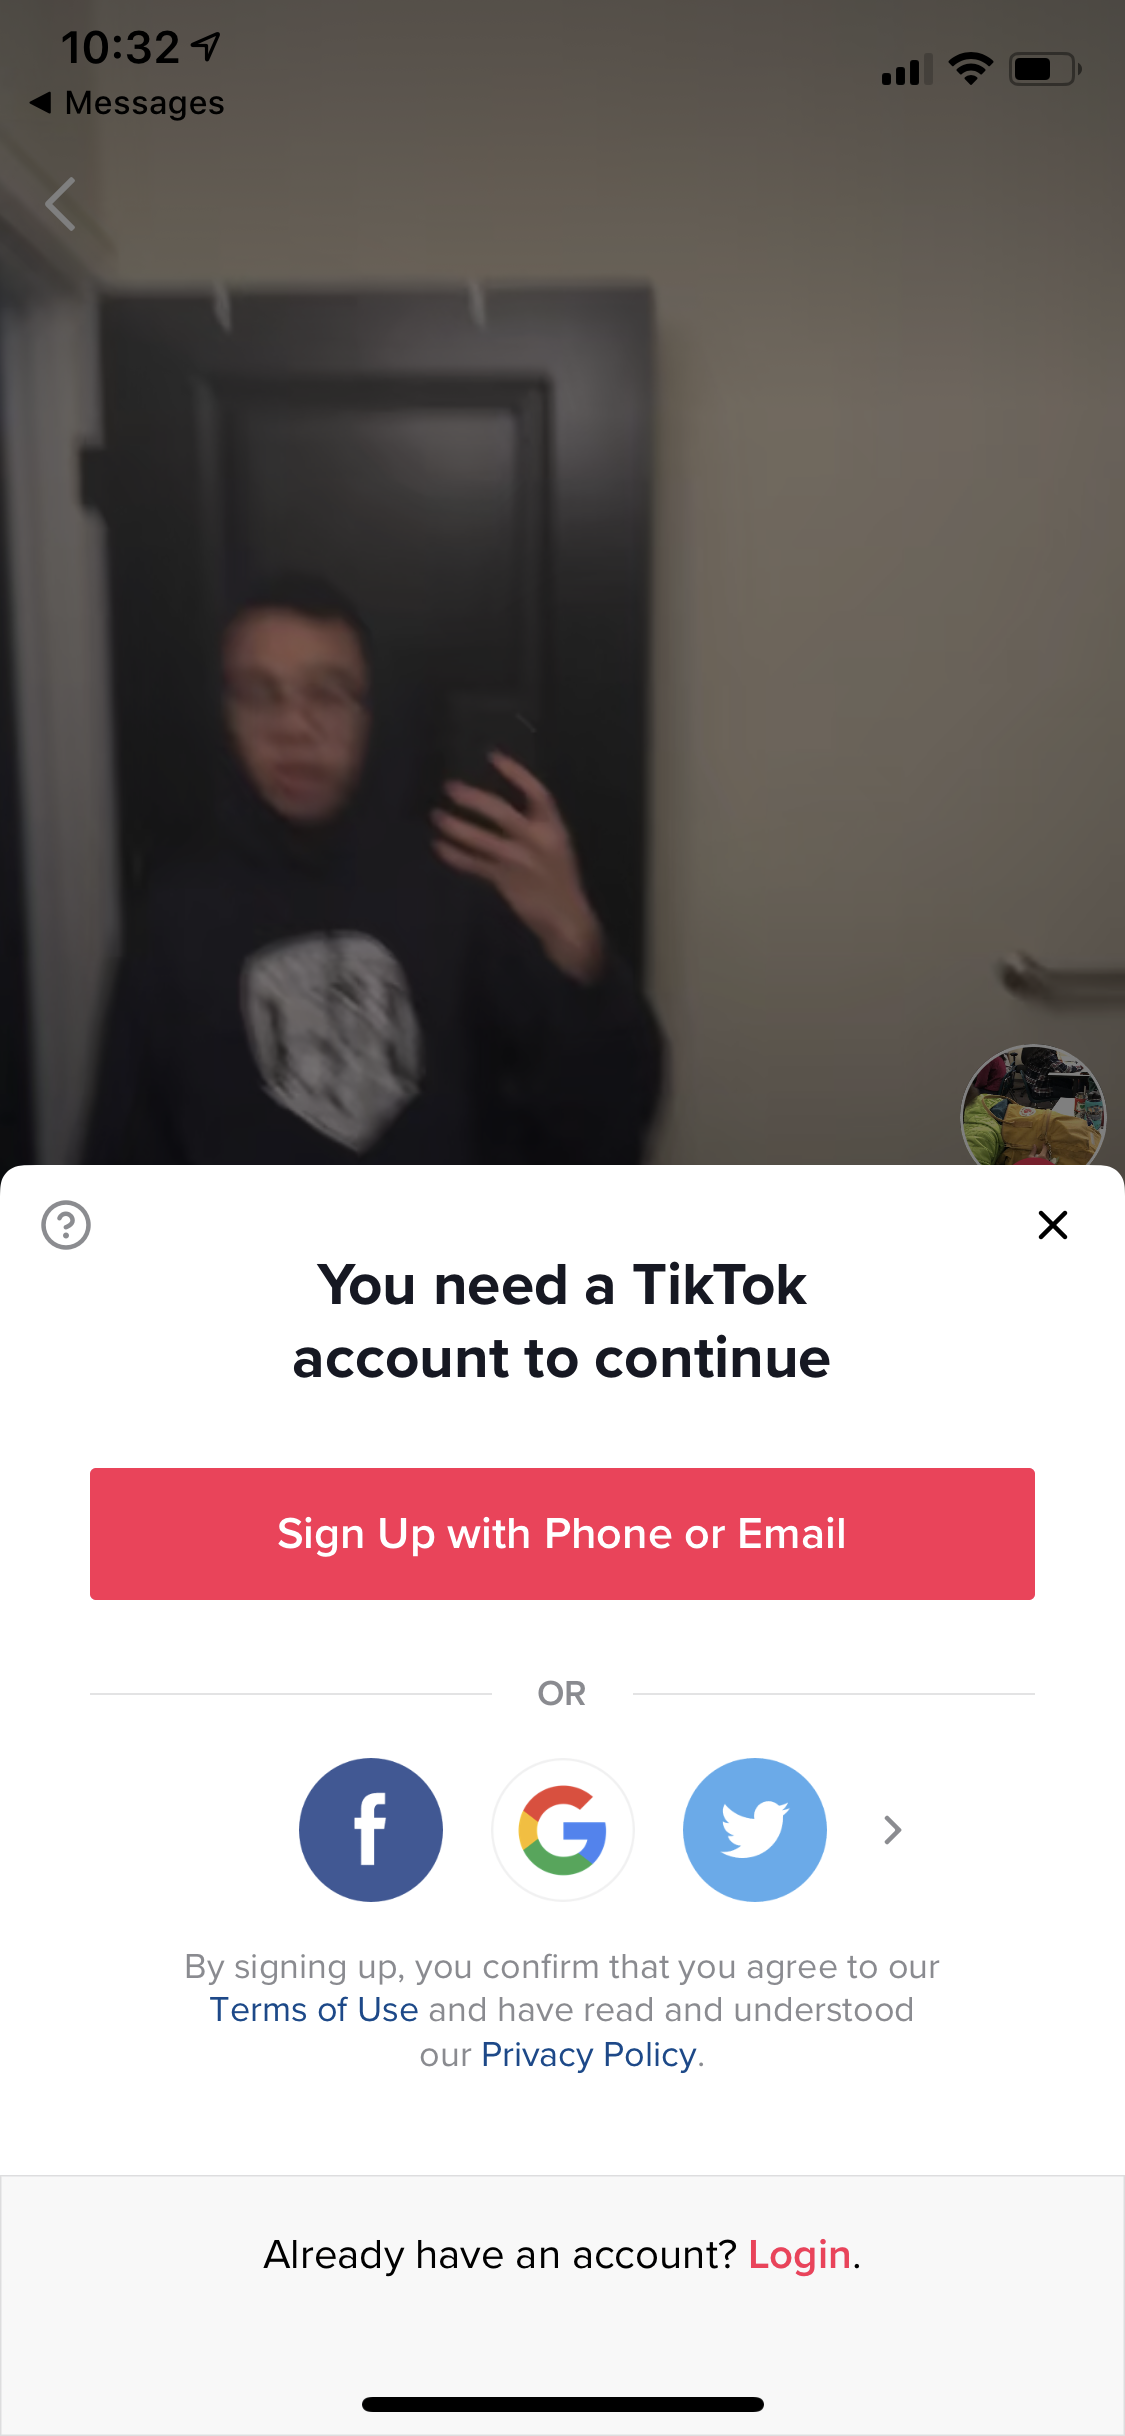 10:32
Messages
You need a TikTok
account to continue
Sign Up with Phone or Email
OR
By signing up, you confirm that you agree to our
Terms of Use and have read and understood
our Privacy Policy.
Already have an account? Login.